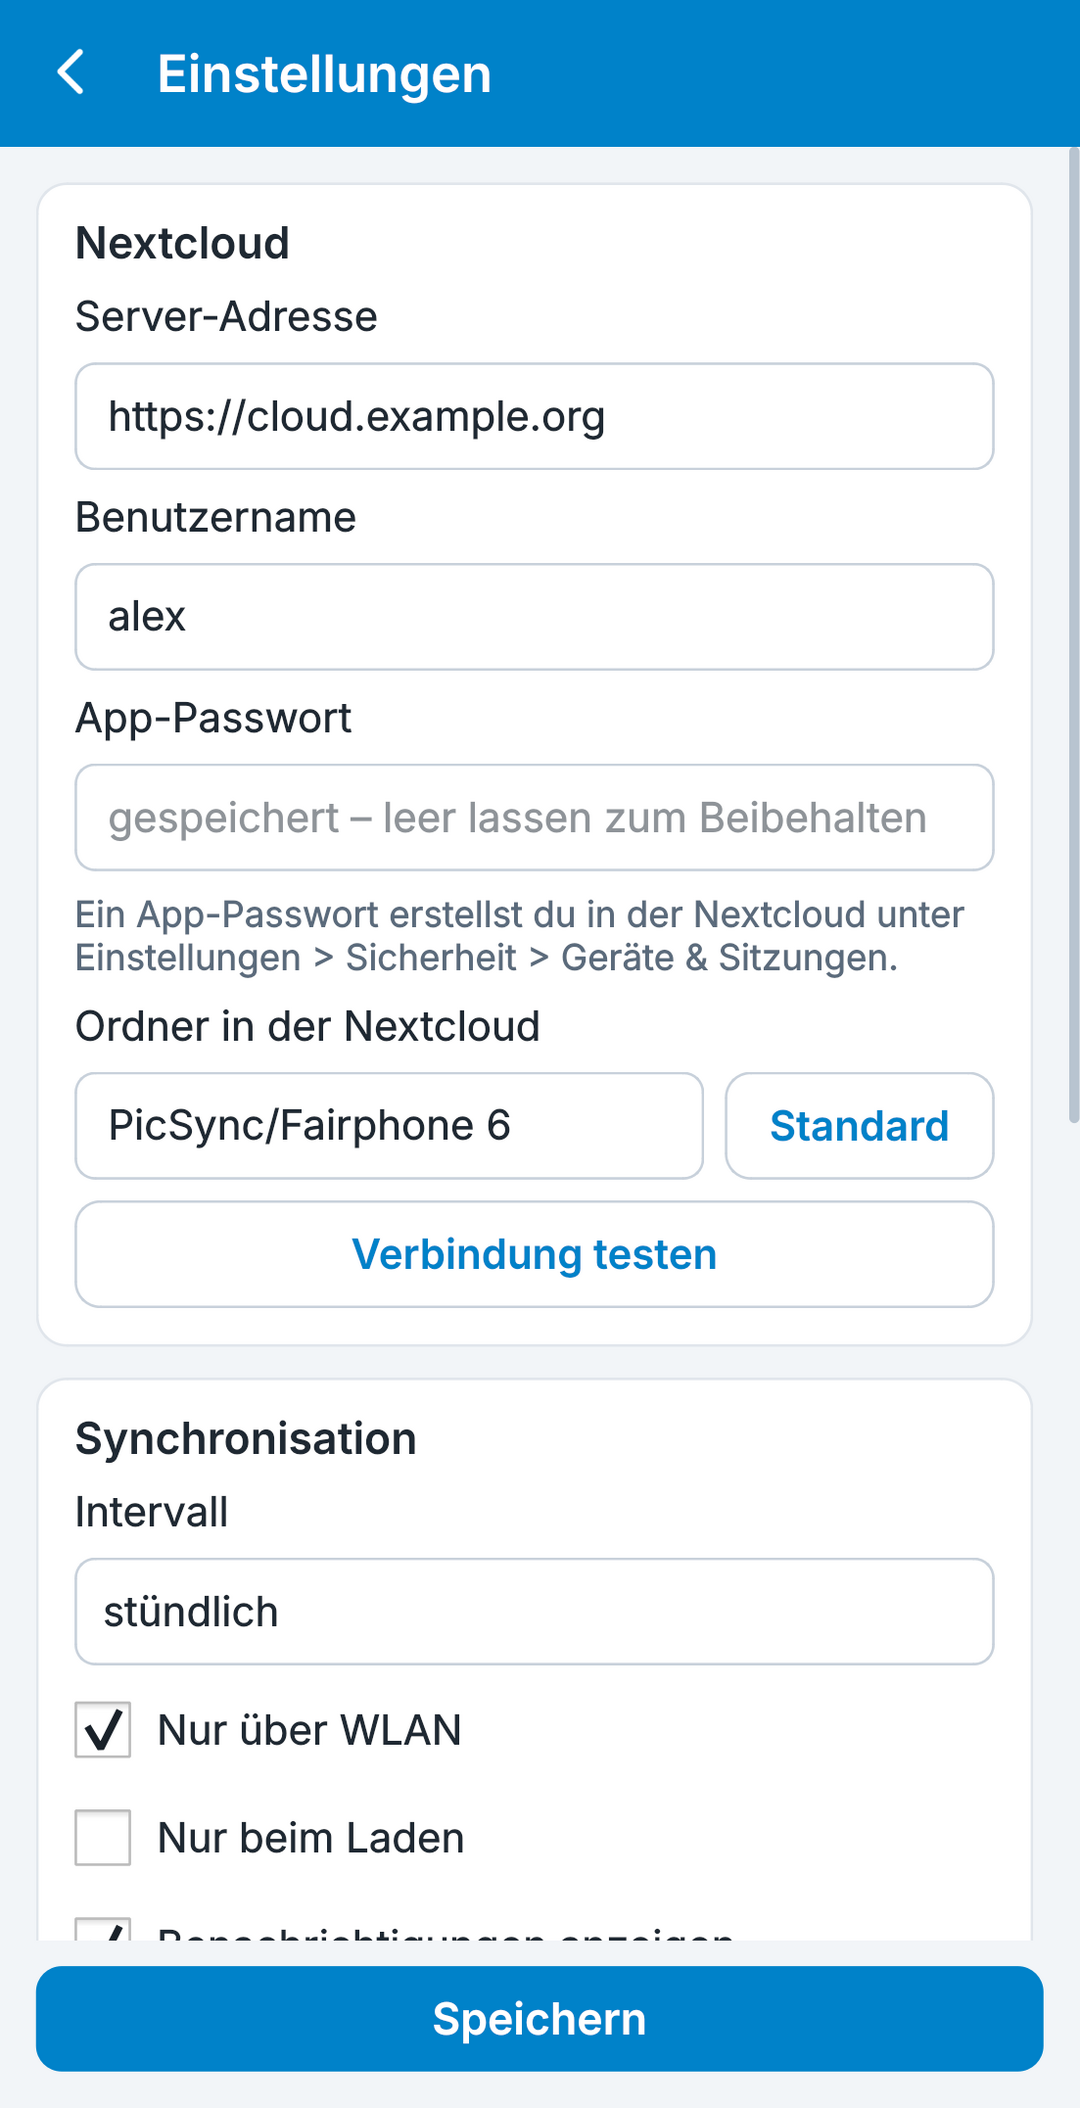 Einstellungen
Nextcloud
Server-Adresse
https://cloud.example.org
Benutzername
alex
App-Passwort
gespeichert – leer lassen zum Beibehalten
Ein App-Passwort erstellst du in der Nextcloud unter
Einstellungen > Sicherheit > Geräte & Sitzungen.
Ordner in der Nextcloud
PicSync/Fairphone 6
Standard
Verbindung testen
Synchronisation
Intervall
stündlich
Nur über WLAN
Nur beim Laden
Benachrichtigungen anzeigen
Speichern